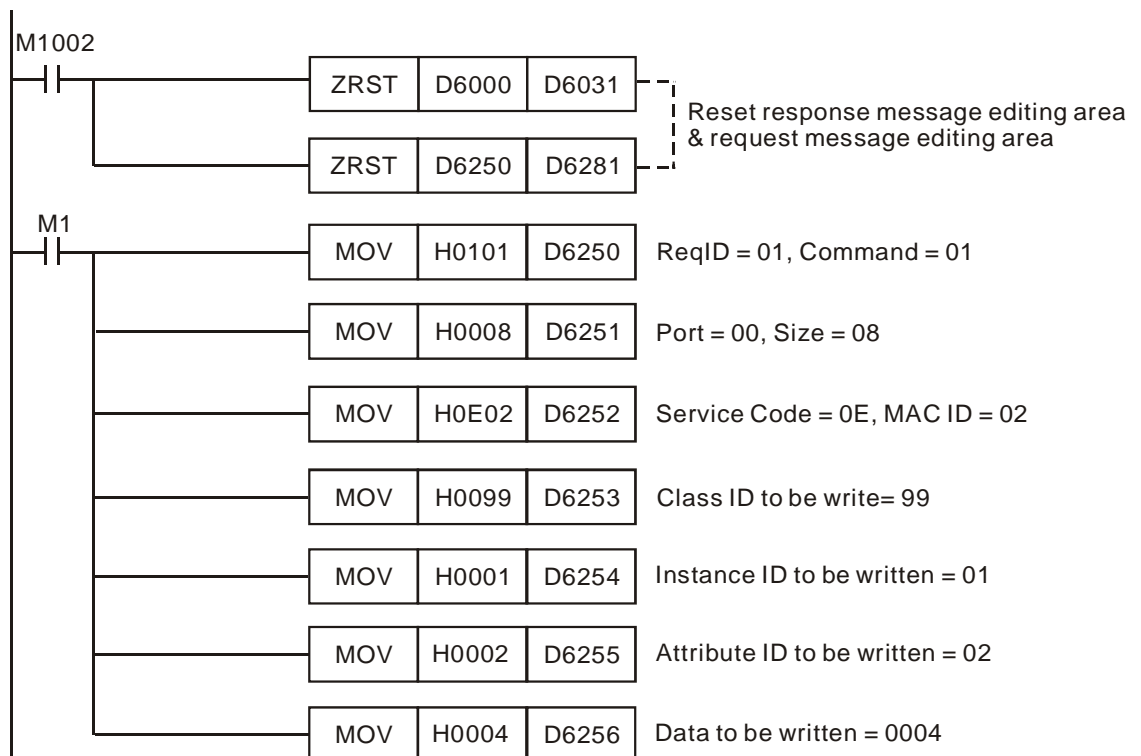 M1002
ZRST D6000 D6031
Reset response message editing area
& request message editing area
ZRST D6250 D6281
M1
MOV H0101 D6250 ReqID = 01, Command = 01
MOV H0008 D6251 Port = 00, Size = 08
MOV H0E02 D6252 Service Code = 0E, MAC ID = 02
MOV H0099 D6253 Class ID to be write= 99
MOV H0001 D6254 Instance ID to be written = 01
MOV H0002 D6255 Attribute ID to be written = 02
MOV H0004 D6256 Data to be written = 0004